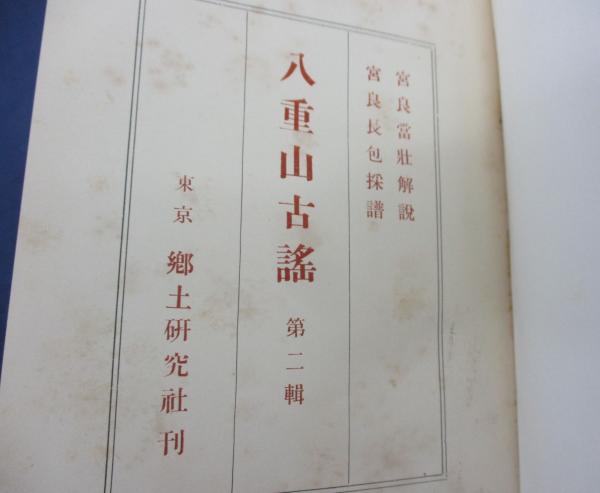 宮良當壯解說
宮良長包採譜
八重山古謠 第二輯
東京 鄉土硏究社刊